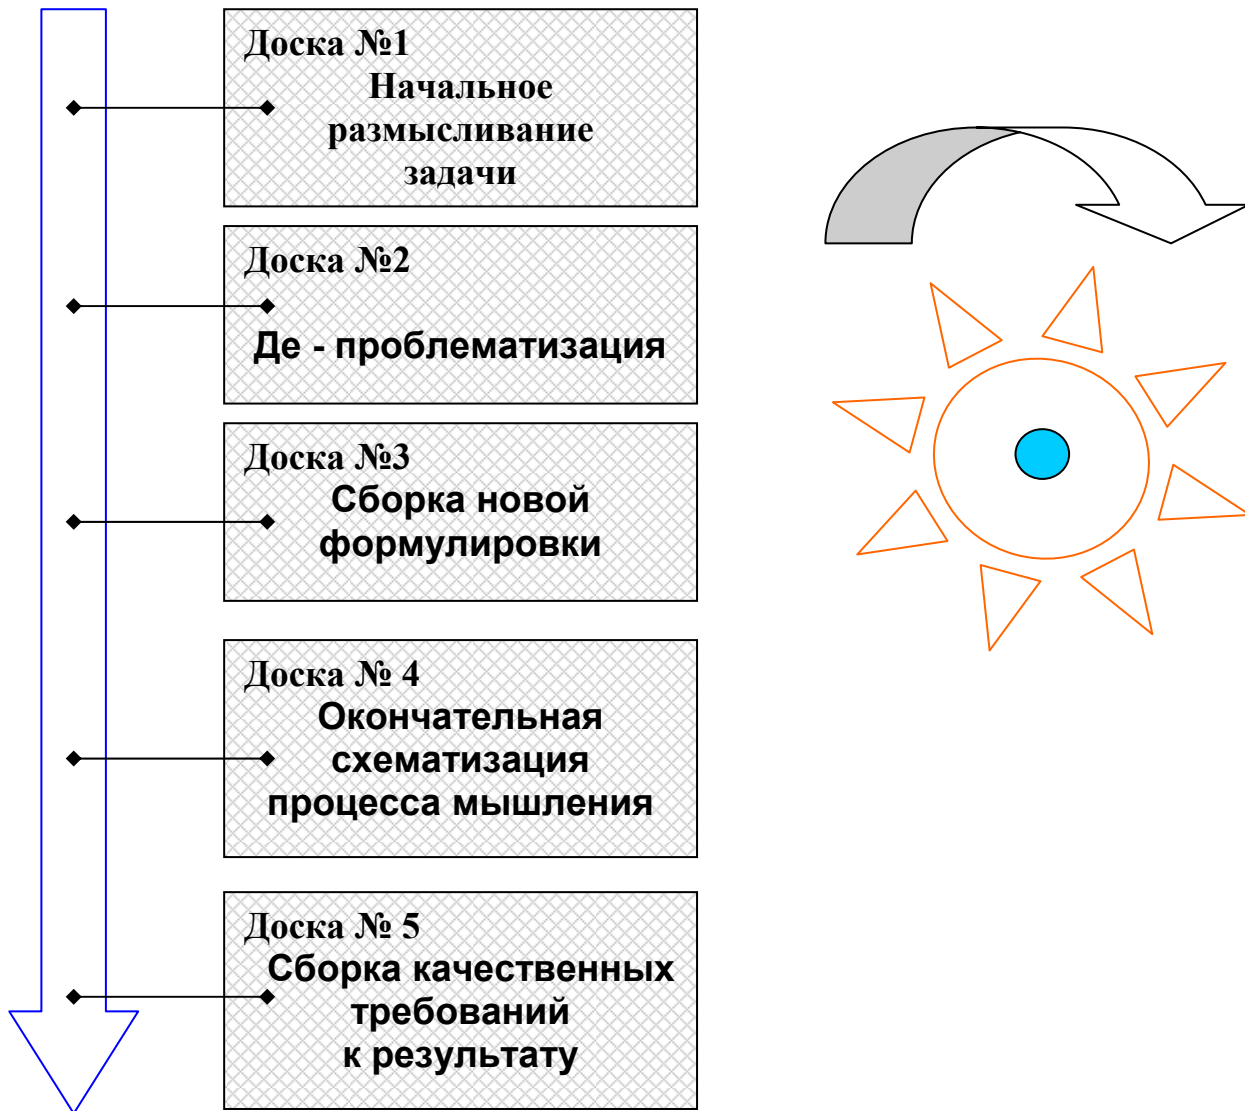 Доска №1
Начальное
размысливание
задачи
Доска №2
Де - проблематизация
Доска №3
Сборка новой
формулировки
Доска № 4
Окончательная
схематизация
процесса мышления
Доска № 5
Сборка качественных
требований
к результату